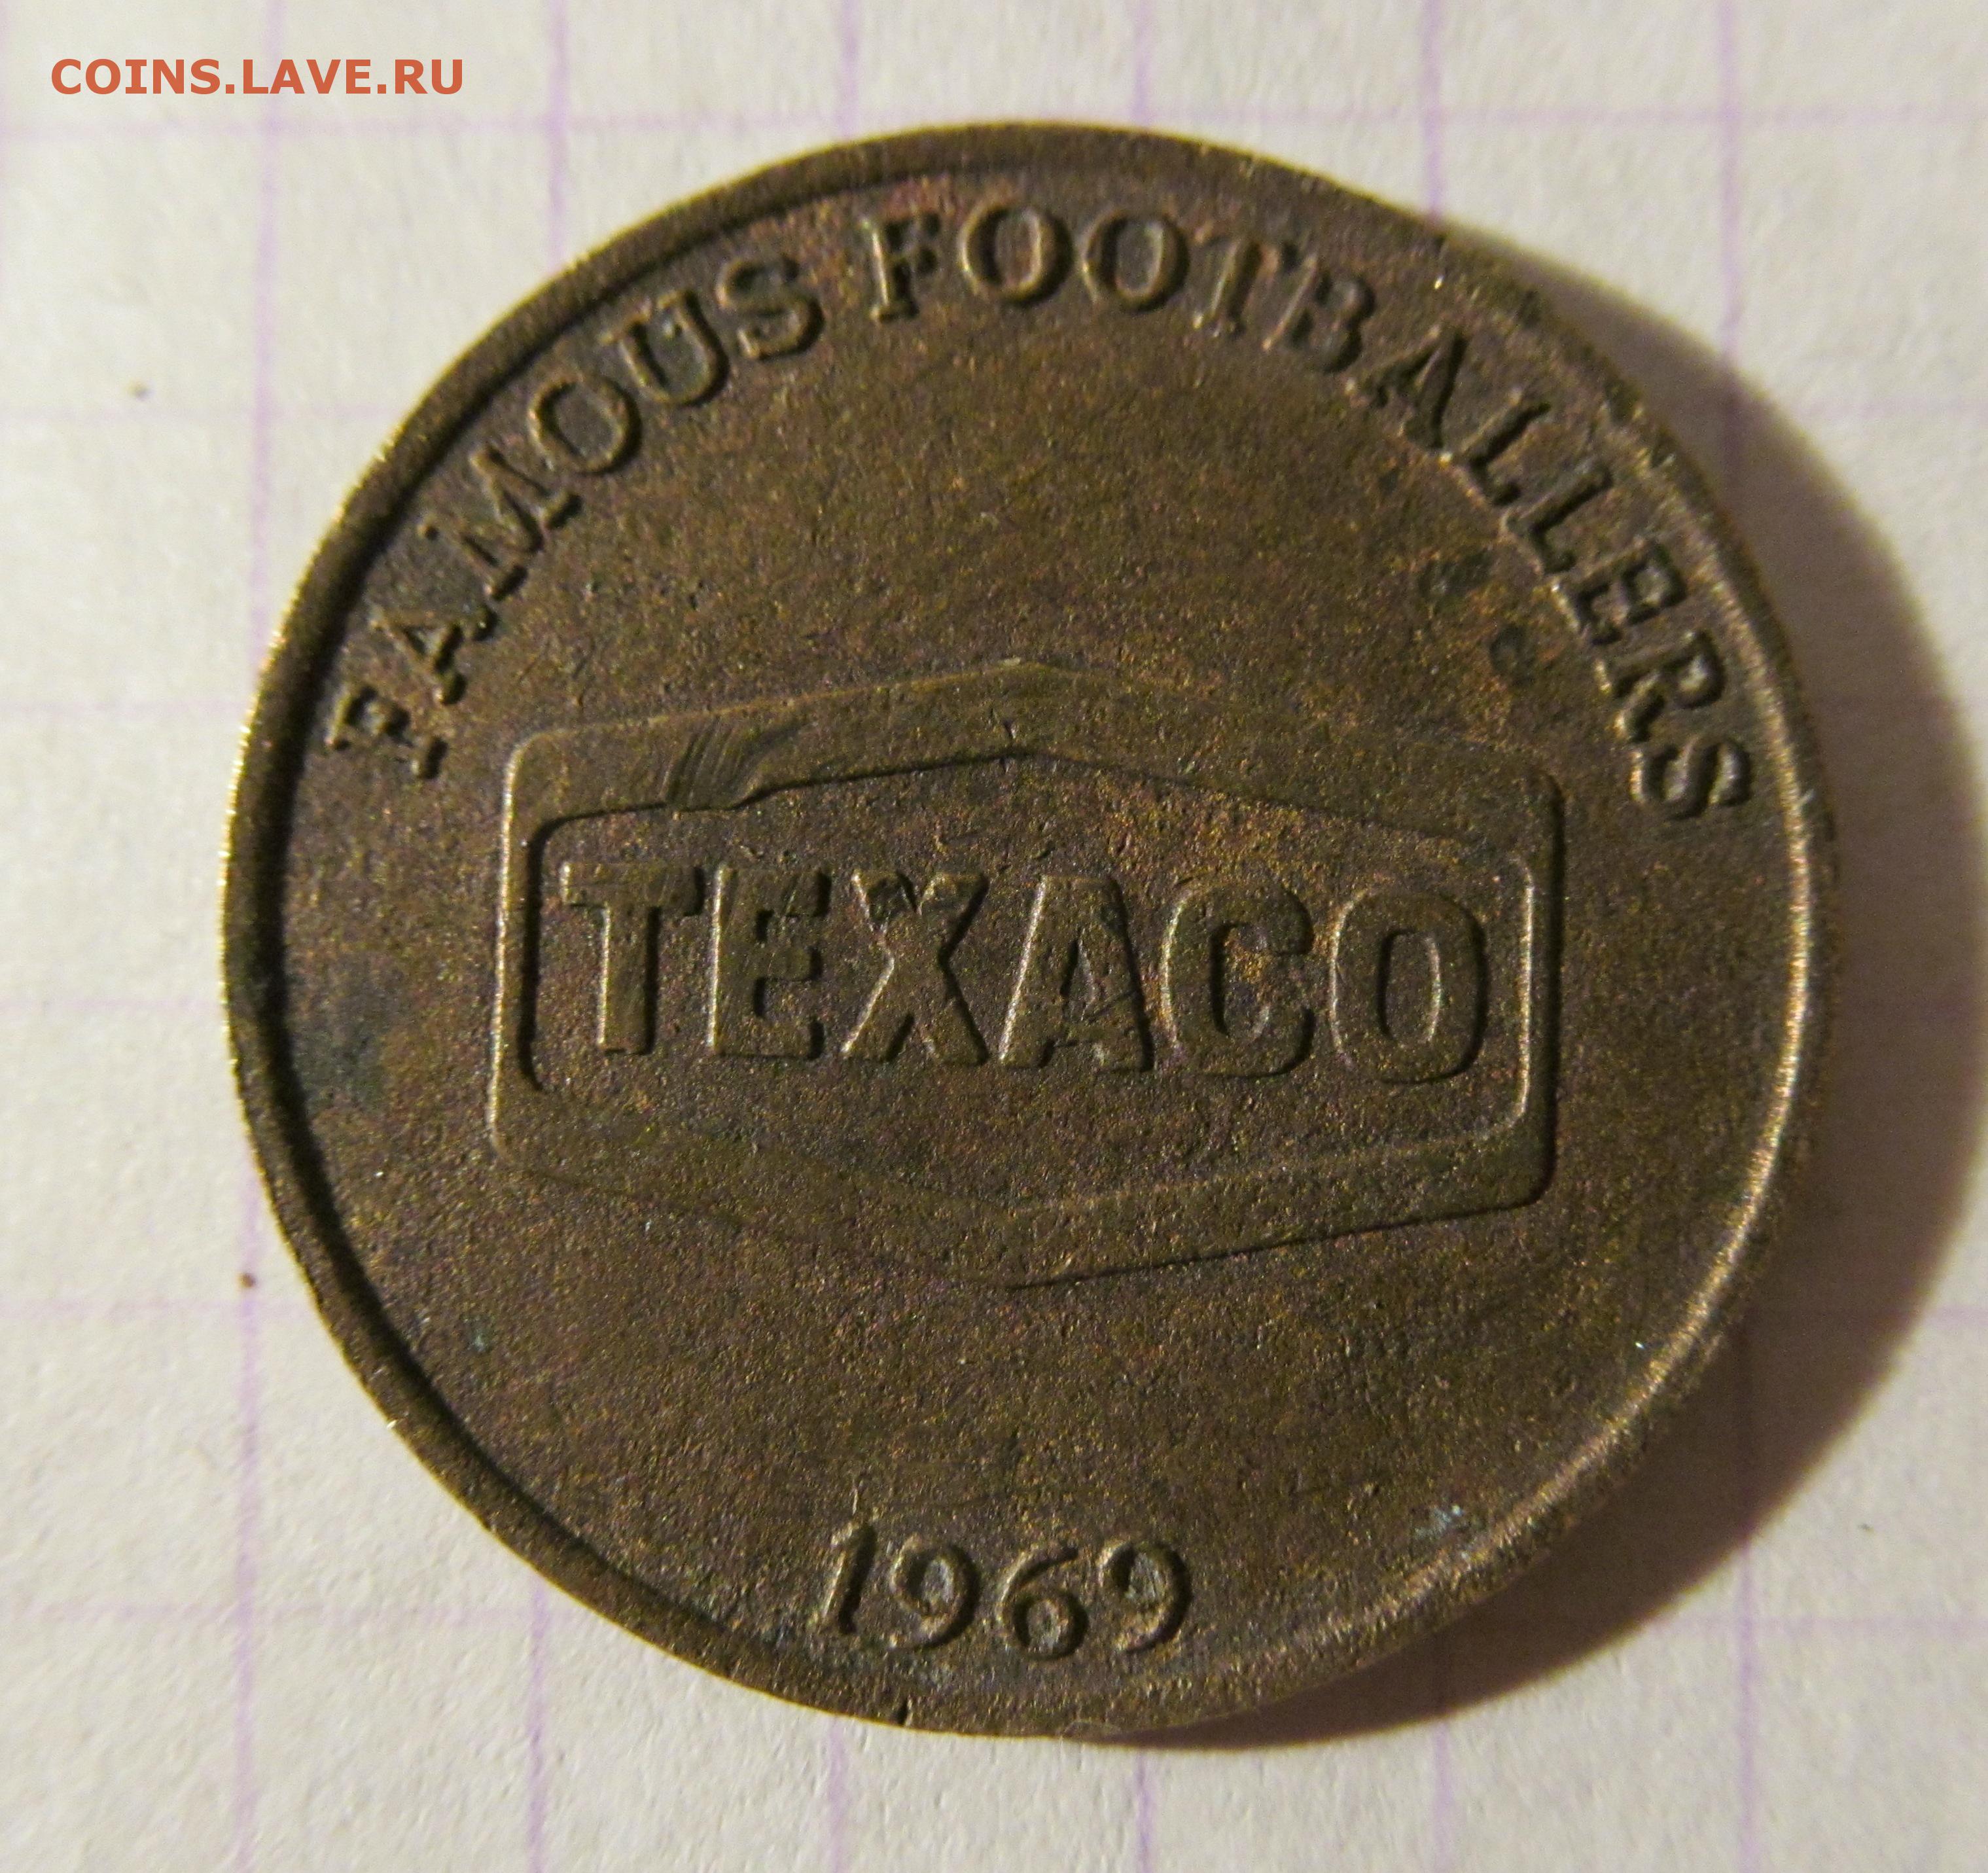 COINS.LAVE.RU
FAMOUS FOOTBALLERS
TEXACO
1969